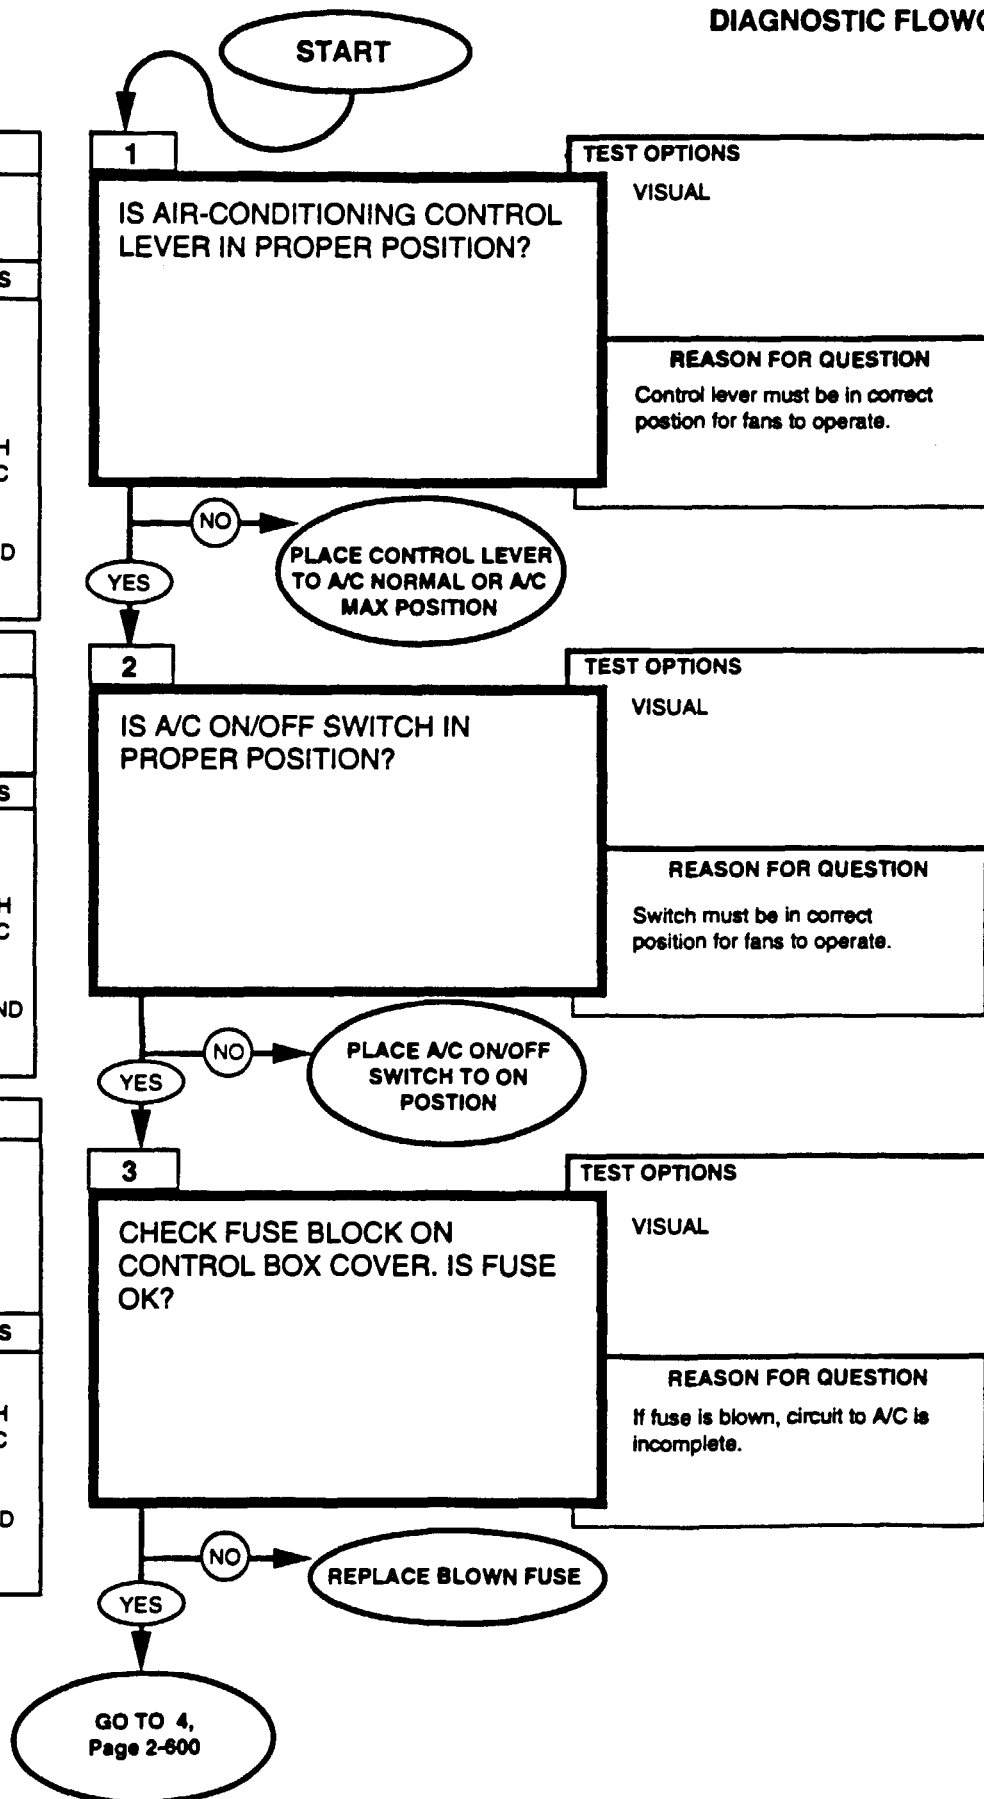 DIAGNOSTIC FLOW
START
1
TEST OPTIONS
VISUAL
IS AIR-CONDITIONING CONTROL
LEVER IN PROPER POSITION?
REASON FOR QUESTION
Control lever must be in correct
postion for fans to operate.
NO
PLACE CONTROL LEVER
TO A/C NORMAL OR A/C
MAX POSITION
YES
2
TEST OPTIONS
VISUAL
IS A/C ON/OFF SWITCH IN
PROPER POSITION?
REASON FOR QUESTION
Switch must be in correct
position for fans to operate.
NO
PLACE A/C ON/OFF
SWITCH TO ON
POSTION
YES
3
TEST OPTIONS
VISUAL
CHECK FUSE BLOCK ON
CONTROL BOX COVER. IS FUSE
OK?
REASON FOR QUESTION
If fuse is blown, circuit to A/C is
incomplete.
NO
REPLACE BLOWN FUSE
YES
GO TO 4,
Page 2-600